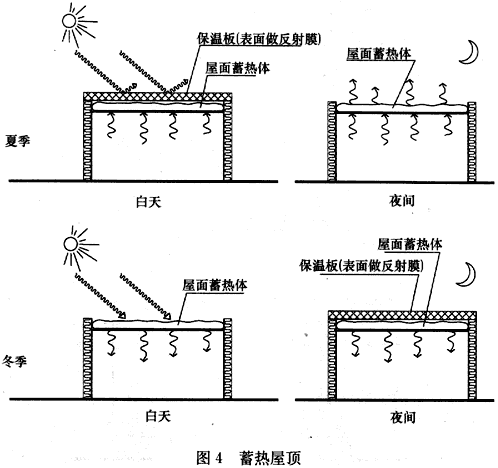 保温板(表面做反射膜)
屋面蓄热体
屋面蓄热体
夏季
白天
夜间
屋面蓄热体
屋面蓄热体
保温板(表面做反射膜)
冬季
白天
夜间
图4 蓄热屋顶